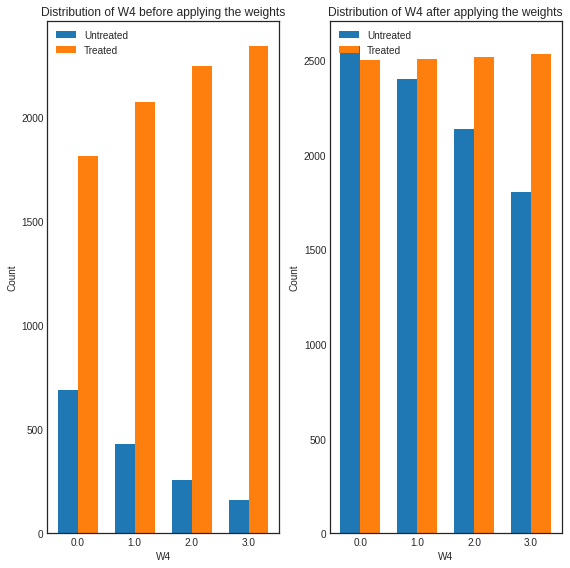 Distribution of W4 before applying the weights
Untreated
Treated
Count
2000
1500
1000
500
0
0.0 1.0 2.0 3.0
W4
Distribution of W4 after applying the weights
Untreated
Treated
Count
2500
2000
1500
1000
500
0
0.0 1.0 2.0 3.0
W4